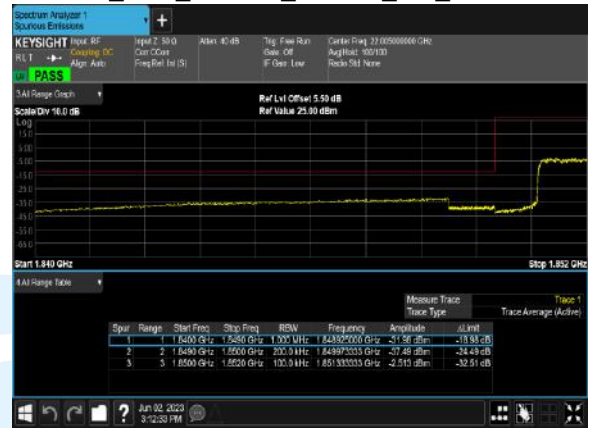 Spectrum Analyzer 1
Spurious Emissions
+
KEYSIGHT Input: RF Input Z: 50 Ω Atten: 40 dB Trig: Free Run Center Freq: 22.005000000 GHz
RLT Coupling: DC Corr CCorr Gate: Off Avg|Hold: 100/100
Align: Auto Freq Ref: Int (S) IF Gain: Low Radio Std: None
PASS
3 All Range Graph
Ref Lvl Offset 5.50 dB
Scale/Div 10.0 dB Ref Value 25.00 dBm
Log
15.0
5.00
-5.00
-15.0
-25.0
-35.0
-45.0
-55.0
-65.0
Start 1.840 GHz Stop 1.852 GHz
4 All Range Table
Measure Trace Trace 1
Trace Type Trace Average (Active)
Spur Range Start Freq Stop Freq RBW Frequency Amplitude ΔLimit
1 1 1.8400 GHz 1.8490 GHz 1.000 MHz 1.848925000 GHz -31.98 dBm -18.98 dB
2 2 1.8490 GHz 1.8500 GHz 200.0 kHz 1.849973333 GHz -37.49 dBm -24.49 dB
3 3 1.8500 GHz 1.8520 GHz 100.0 kHz 1.851333333 GHz -2.513 dBm -32.51 dB
?
Jun 02, 2023
3:12:33 PM